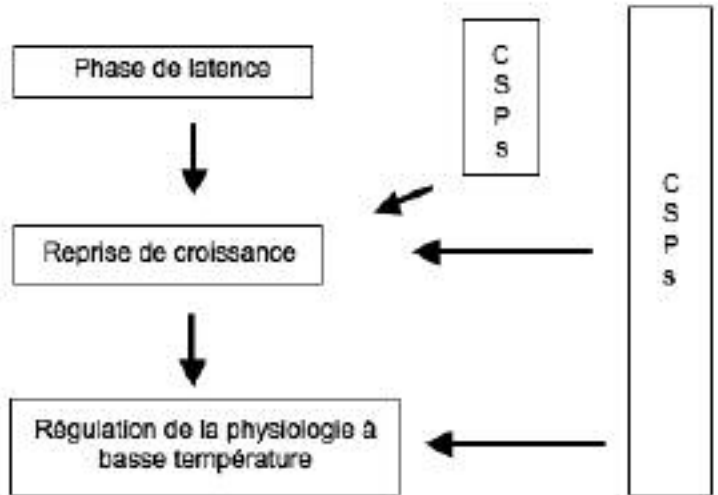 Phase de latence
C
S
P
s
C
S
P
s
Reprise de croissance
Régulation de la physiologie à
basse température